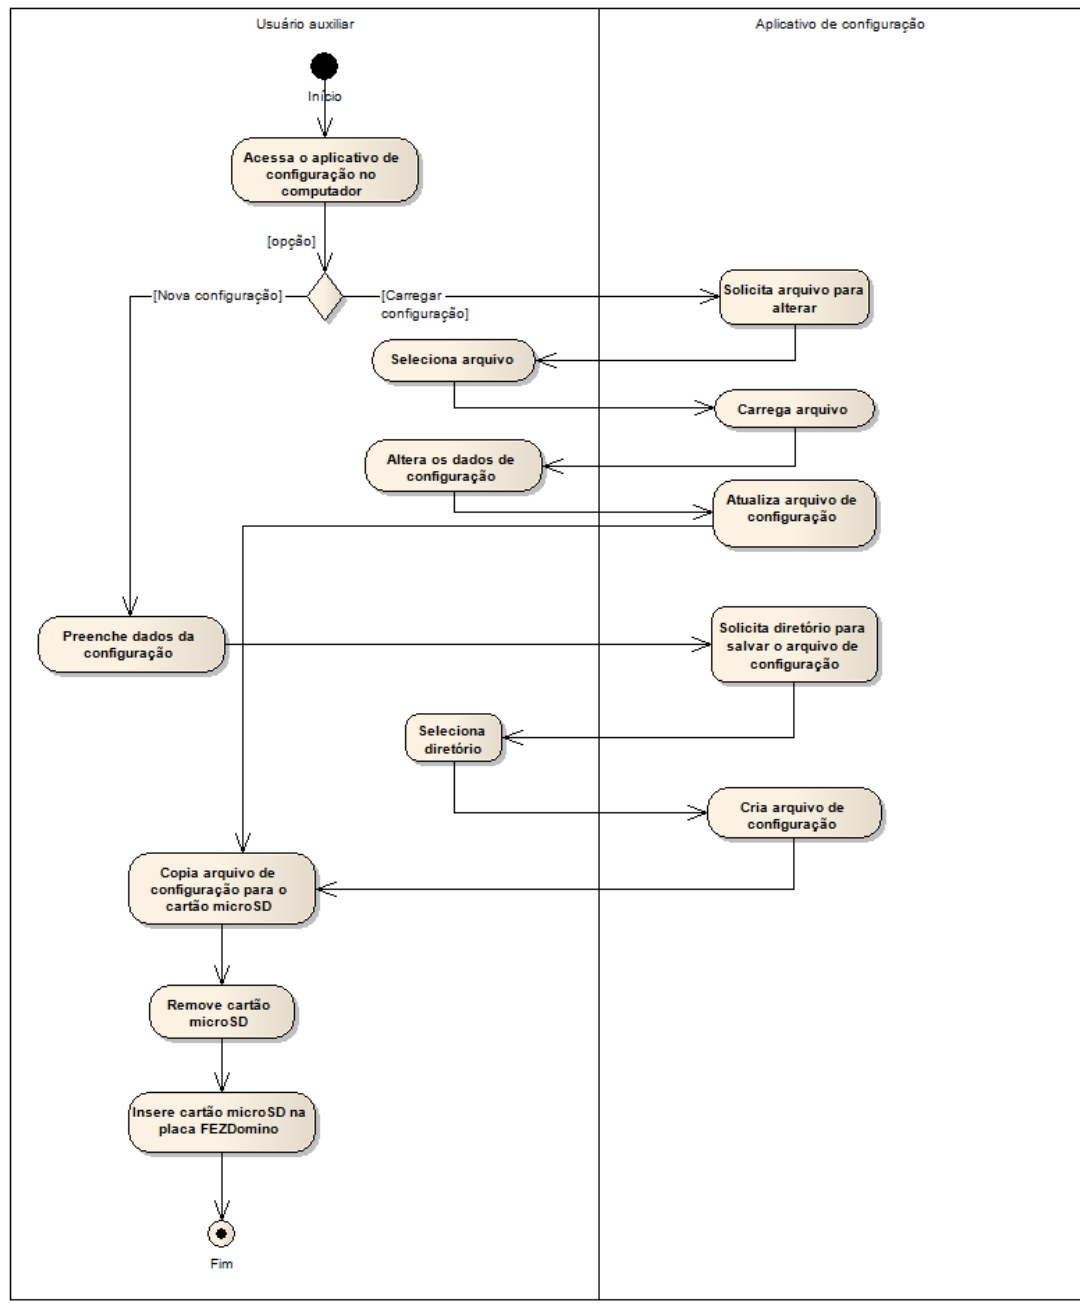 Usuário auxiliar
Aplicativo de configuração
Início
Acessa o aplicativo de
configuração no
computador
[opção]
[Nova configuração]
[Carregar
configuração]
Solicita arquivo para
alterar
Seleciona arquivo
Carrega arquivo
Altera os dados de
configuração
Atualiza arquivo de
configuração
Preenche dados da
configuração
Solicita diretório para
salvar o arquivo de
configuração
Seleciona
diretório
Cria arquivo de
configuração
Copia arquivo de
configuração para o
cartão microSD
Remove cartão
microSD
Insere cartão microSD na
placa FEZDomino
Fim